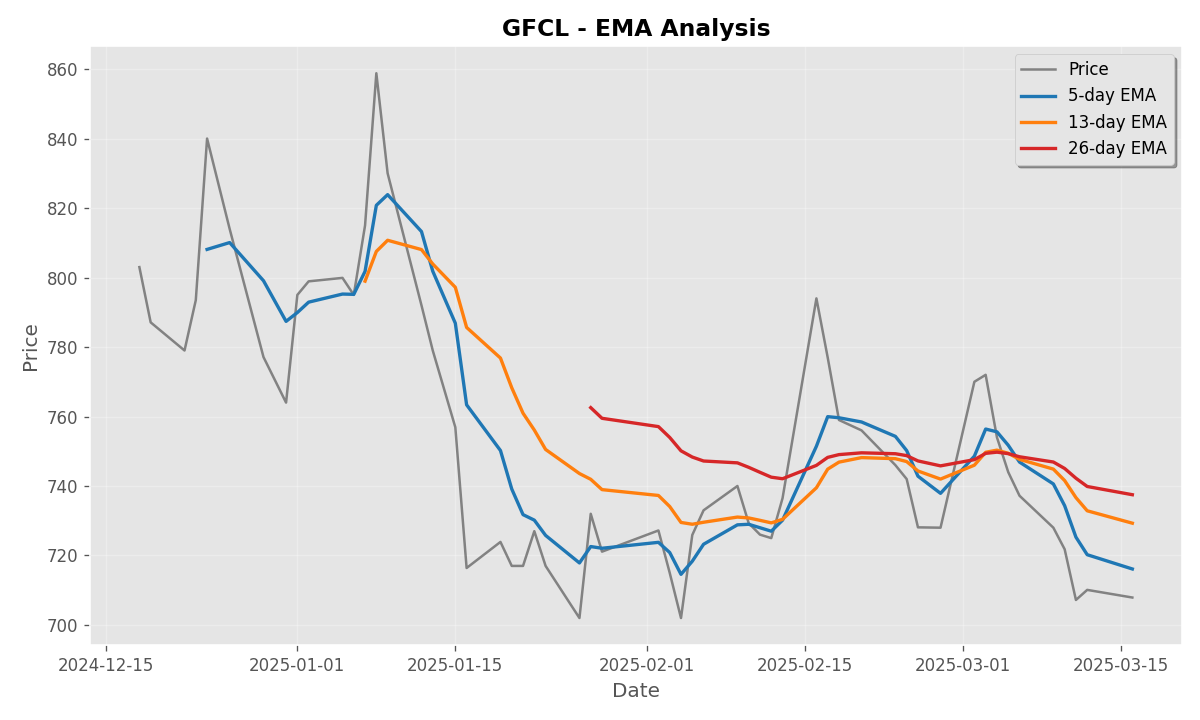 GFCL - EMA Analysis
Price
5-day EMA
13-day EMA
26-day EMA
860
840
820
800
780
760
740
720
700
Price
2024-12-15
2025-01-01
2025-01-15
2025-02-01
2025-02-15
2025-03-01
2025-03-15
Date